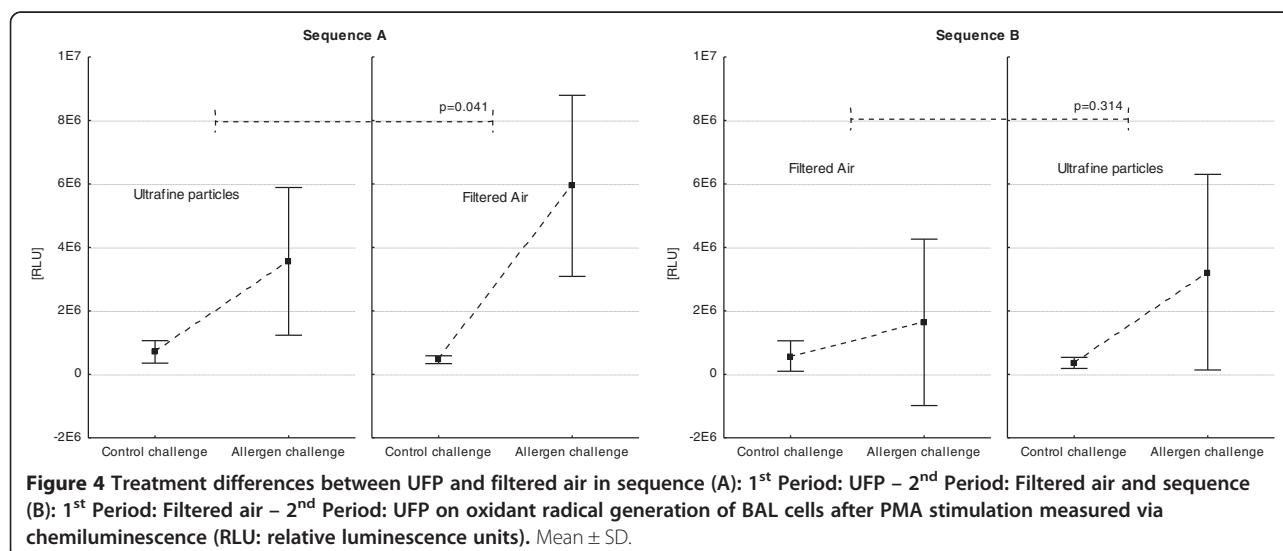 Sequence A
Sequence B
1E7
8E6
6E6
4E6
2E6
0
-2E6
[RLU]
p=0.041
Ultrafine particles
Filtered Air
Control challenge Allergen challenge Control challenge Allergen challenge
1E7
8E6
6E6
4E6
2E6
0
-2E6
[RLU]
p=0.314
Filtered Air
Ultrafine particles
Control challenge Allergen challenge Control challenge Allergen challenge
Figure 4 Treatment differences between UFP and filtered air in sequence (A): 1st Period: UFP – 2nd Period: Filtered air and sequence
(B): 1st Period: Filtered air – 2nd Period: UFP on oxidant radical generation of BAL cells after PMA stimulation measured via
chemiluminescence (RLU: relative luminescence units). Mean ± SD.